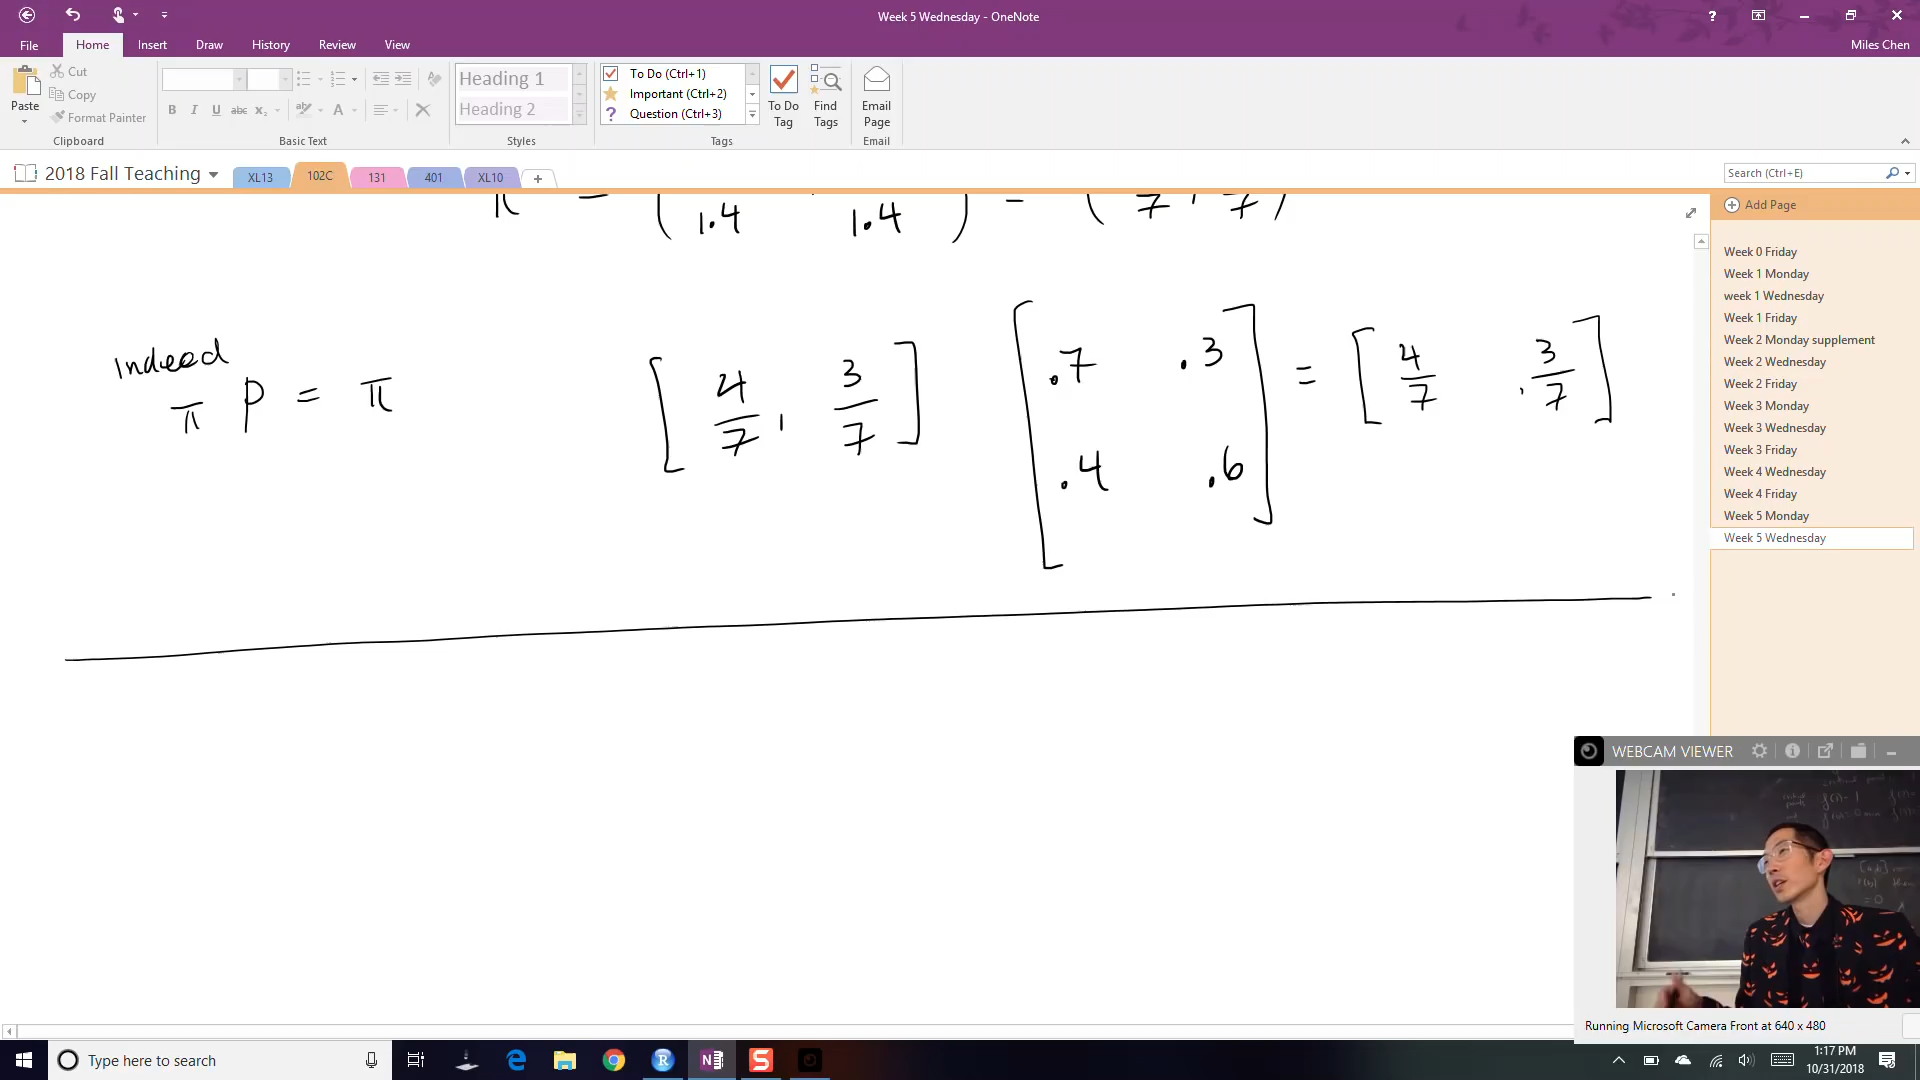 Week 5 Wednesday - OneNote
?
File Home Insert Draw History Review View
Miles Chen
Paste
Cut
Copy
Format Painter
Clipboard
B I U abc x₂ A
Basic Text
Heading 1
Heading 2
Styles
To Do (Ctrl+1)
Important (Ctrl+2)
? Question (Ctrl+3)
Tags
To Do Tag
Find Tags
Email Page
Email
2018 Fall Teaching
XL13 102C 131 401 XL10 +
Search (Ctrl+E)
Add Page
Week 0 Friday
Week 1 Monday
week 1 Wednesday
Week 1 Friday
Week 2 Monday supplement
Week 2 Wednesday
Week 2 Friday
Week 3 Monday
Week 3 Wednesday
Week 3 Friday
Week 4 Wednesday
Week 4 Friday
Week 5 Monday
Week 5 Wednesday
π = ( 1.4 1.4 ) = ( 7 , 7 )
Indeed
π P = π
[ 4/7 , 3/7 ] [ .7 .3
.4 .6 ] = [ 4/7 , 3/7 ]
WEBCAM VIEWER
Running Microsoft Camera Front at 640 x 480
Type here to search
1:17 PM
10/31/2018